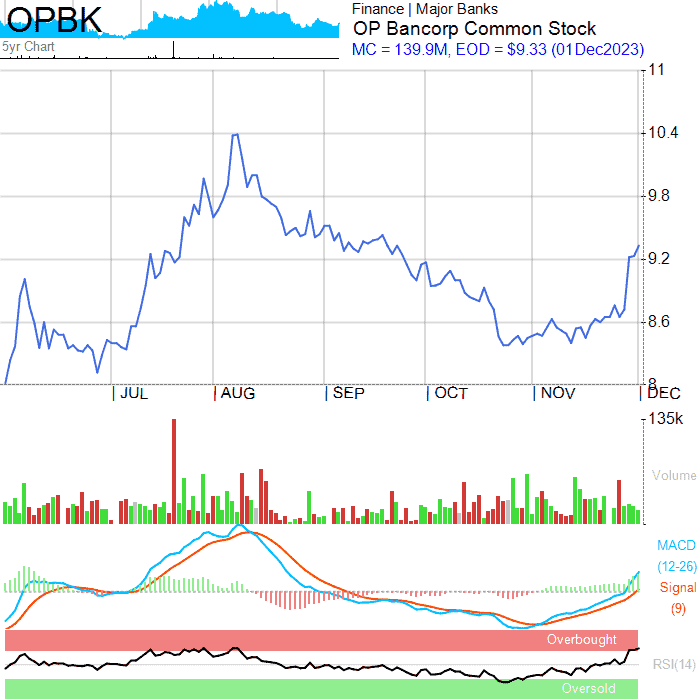 OPBK
5yr Chart
Finance | Major Banks
OP Bancorp Common Stock
MC = 139.9M, EOD = $9.33 (01Dec2023)
11
10.4
9.8
9.2
8.6
8
| JUL | AUG | SEP | OCT | NOV | DEC
135k
Volume
MACD
(12-26)
Signal
(9)
Overbought
RSI(14)
Oversold